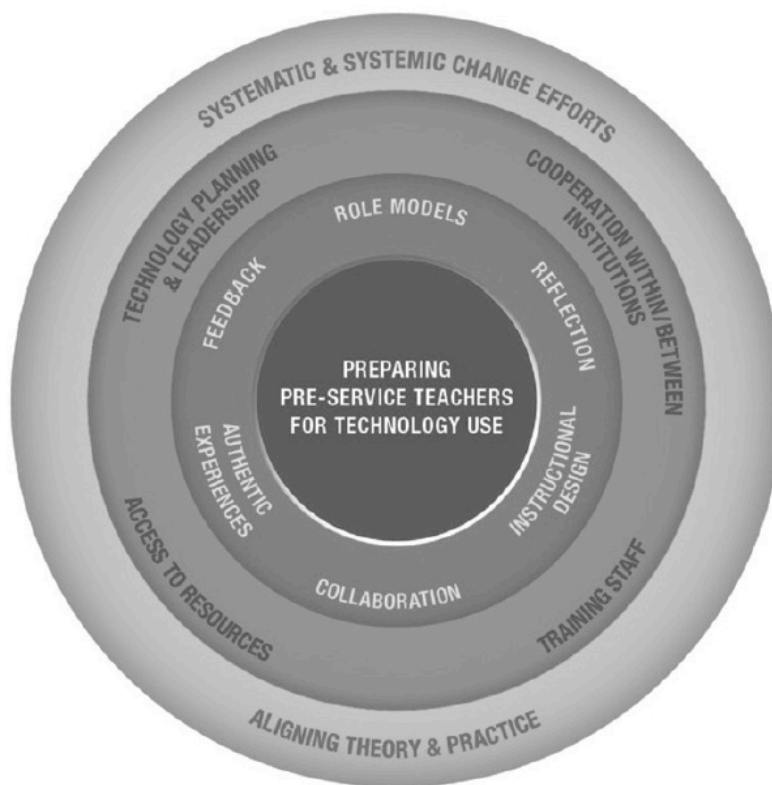 SYSTEMATIC & SYSTEMIC CHANGE EFFORTS
TECHNOLOGY PLANNING
& LEADERSHIP
COOPERATION WITHIN/BETWEEN
INSTITUTIONS
ROLE MODELS
FEEDBACK
REFLECTION
PREPARING
PRE-SERVICE TEACHERS
FOR TECHNOLOGY USE
AUTHENTIC
EXPERIENCES
INSTRUCTIONAL
DESIGN
COLLABORATION
ACCESS TO RESOURCES
TRAINING STAFF
ALIGNING THEORY & PRACTICE